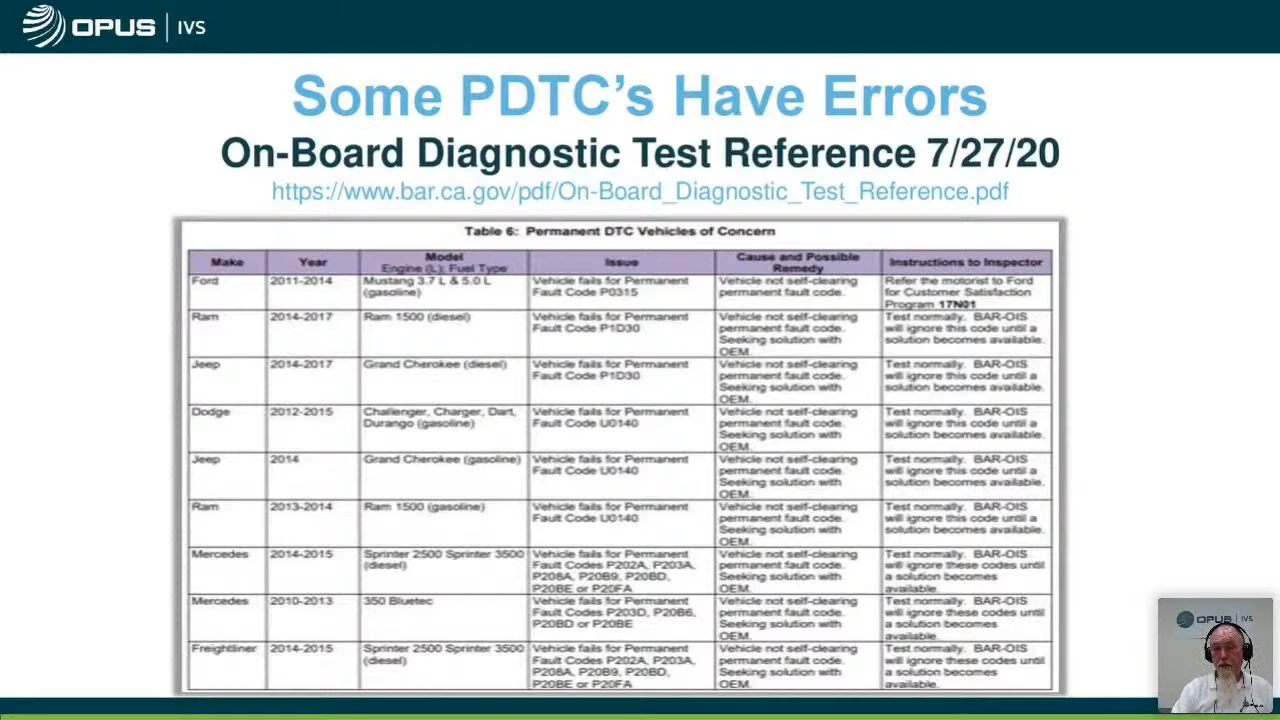 OPUS | IVS
Some PDTC's Have Errors
On-Board Diagnostic Test Reference 7/27/20
https://www.bar.ca.gov/pdf/On-Board_Diagnostic_Test_Reference.pdf
Table 6: Permanent DTC Vehicles of Concern
Make Year Model Engine (L); Fuel Type Issue Cause and Possible Remedy Instructions to Inspector
Ford 2011-2014 Mustang 3.7 L & 5.0 L (gasoline) Vehicle fails for Permanent Fault Code P0315 Vehicle not self-clearing permanent fault code. Refer the motorist to Ford for Customer Satisfaction Program 17N01
Ram 2014-2017 Ram 1500 (diesel) Vehicle fails for Permanent Fault Code P1D30 Vehicle not self-clearing permanent fault code. Seeking solution with OEM. Test normally. BAR-OIS will ignore this code until a solution becomes available.
Jeep 2014-2017 Grand Cherokee (diesel) Vehicle fails for Permanent Fault Code P1D30 Vehicle not self-clearing permanent fault code. Seeking solution with OEM. Test normally. BAR-OIS will ignore this code until a solution becomes available.
Dodge 2012-2015 Challenger, Charger, Dart, Durango (gasoline) Vehicle fails for Permanent Fault Code U0140 Vehicle not self-clearing permanent fault code. Seeking solution with OEM. Test normally. BAR-OIS will ignore this code until a solution becomes available.
Jeep 2014 Grand Cherokee (gasoline) Vehicle fails for Permanent Fault Code U0140 Vehicle not self-clearing permanent fault code. Seeking solution with OEM. Test normally. BAR-OIS will ignore this code until a solution becomes available.
Ram 2013-2014 Ram 1500 (gasoline) Vehicle fails for Permanent Fault Code U0140 Vehicle not self-clearing permanent fault code. Seeking solution with OEM. Test normally. BAR-OIS will ignore this code until a solution becomes available.
Mercedes 2014-2015 Sprinter 2500 Sprinter 3500 (diesel) Vehicle fails for Permanent Fault Codes P202A, P203A, P208A, P20B9, P20BD, P20BE or P20FA Vehicle not self-clearing permanent fault code. Seeking solution with OEM. Test normally. BAR-OIS will ignore these codes until a solution becomes available.
Mercedes 2010-2013 350 Bluetec Vehicle fails for Permanent Fault Codes P203D, P20B6, P20BD or P20BE Vehicle not self-clearing permanent fault code. Seeking solution with OEM. Test normally. BAR-OIS will ignore these codes until a solution becomes available.
Freightliner 2014-2015 Sprinter 2500 Sprinter 3500 (diesel) Vehicle fails for Permanent Fault Codes P202A, P203A, P208A, P20B9, P20BD, P20BE or P20FA Vehicle not self-clearing permanent fault code. Seeking solution with OEM. Test normally. BAR-OIS will ignore these codes until a solution becomes available.
OPUS | IVS